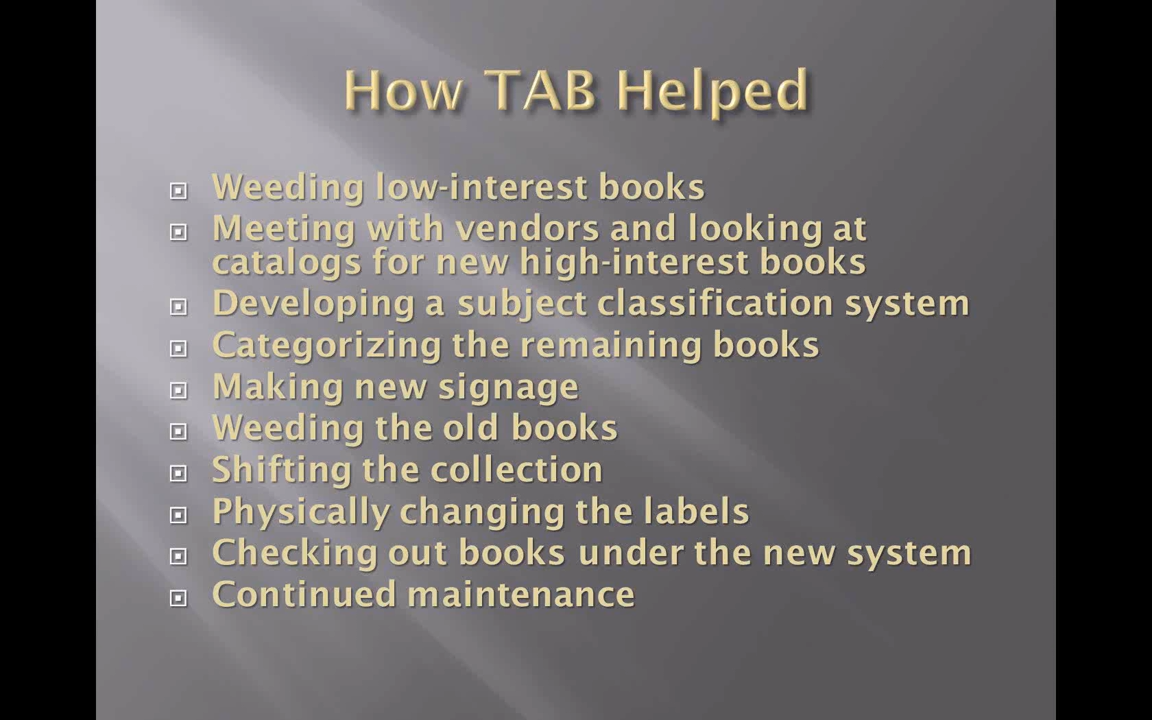 How TAB Helped
Weeding low-interest books
Meeting with vendors and looking at
catalogs for new high-interest books
Developing a subject classification system
Categorizing the remaining books
Making new signage
Weeding the old books
Shifting the collection
Physically changing the labels
Checking out books under the new system
Continued maintenance